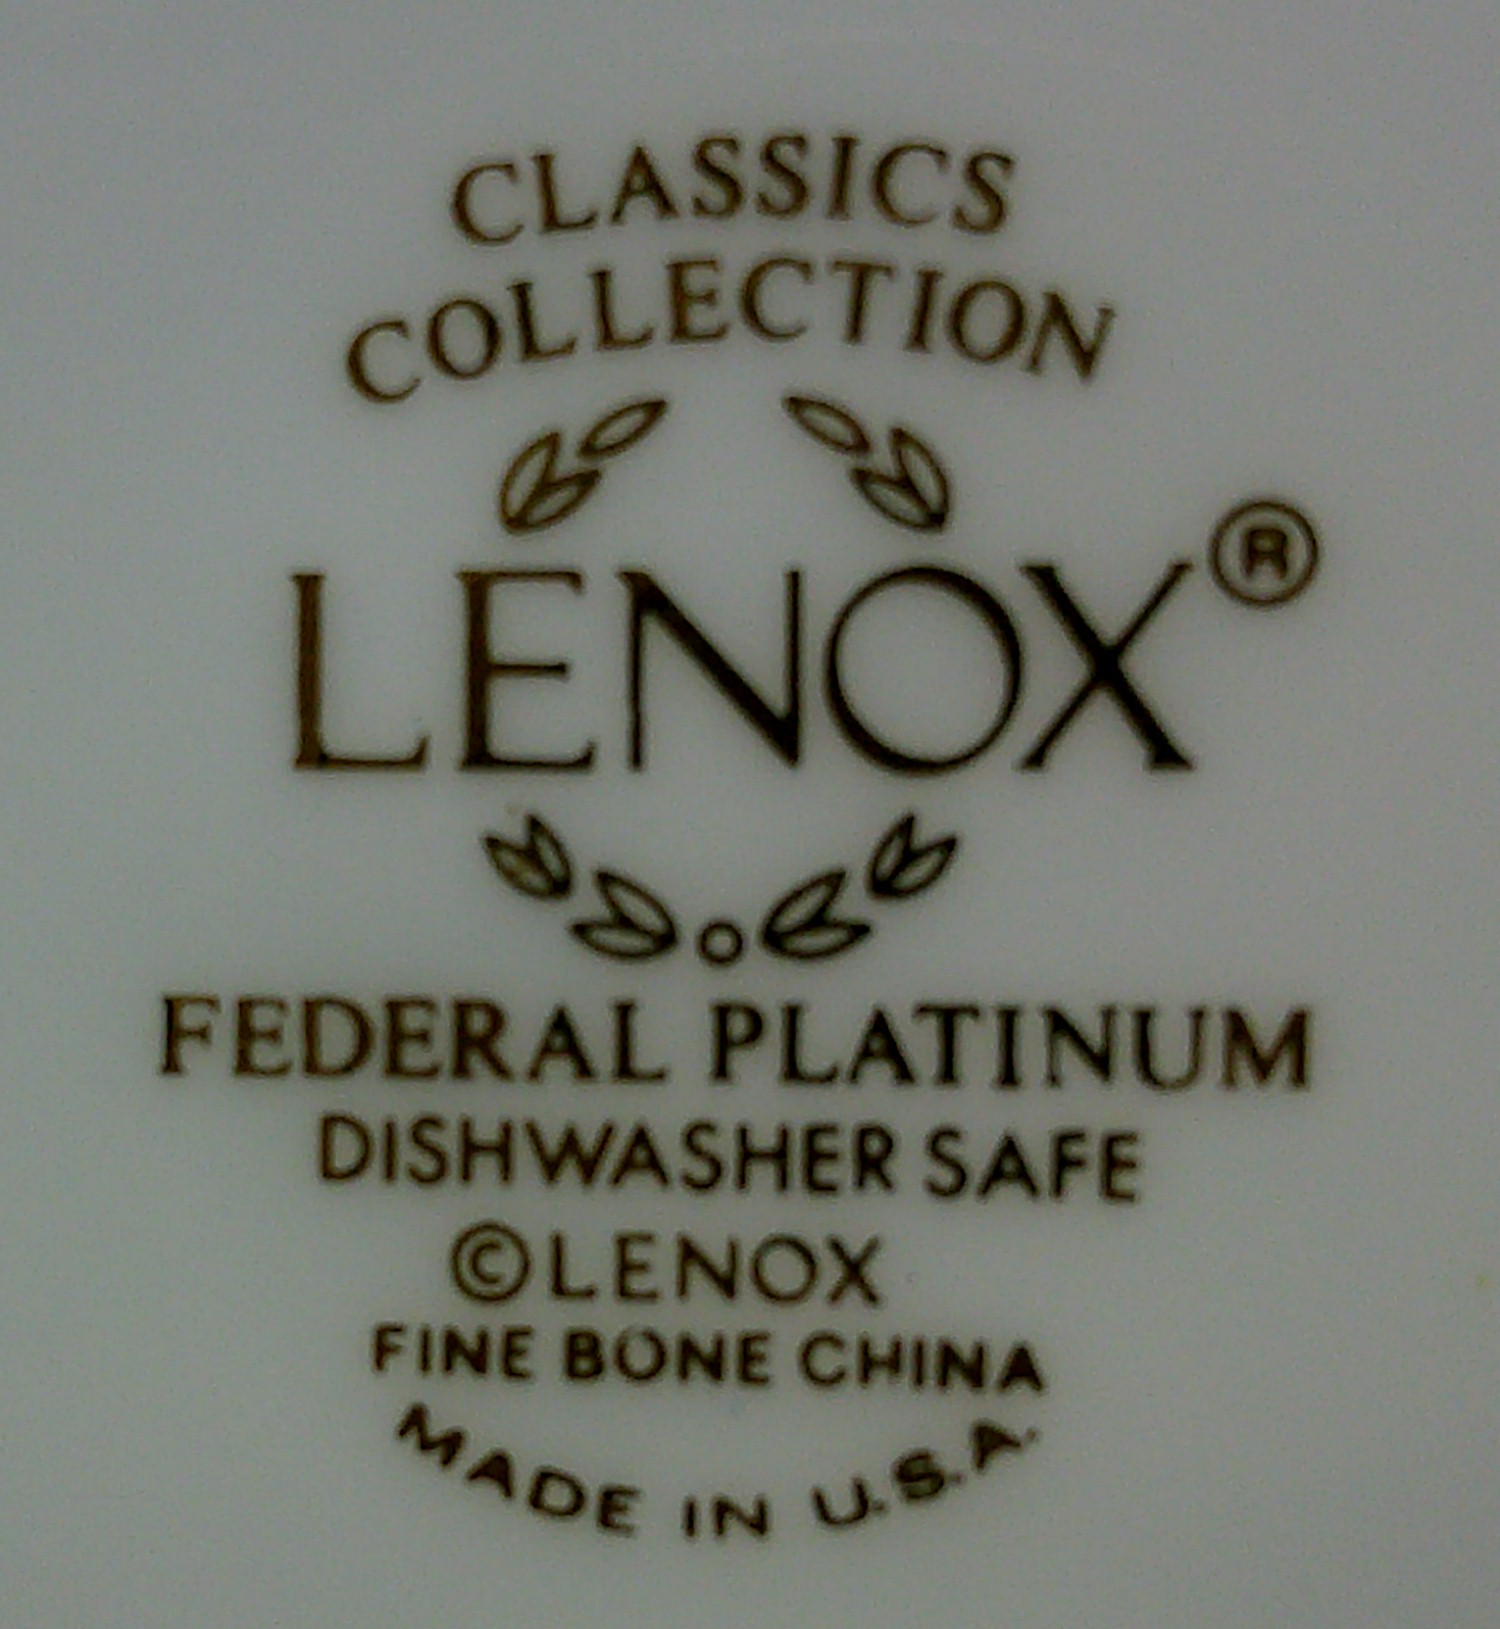 CLASSICS
COLLECTION
LENOX®
FEDERAL PLATINUM
DISHWASHER SAFE
©LENOX
FINE BONE CHINA
MADE IN U.S.A.